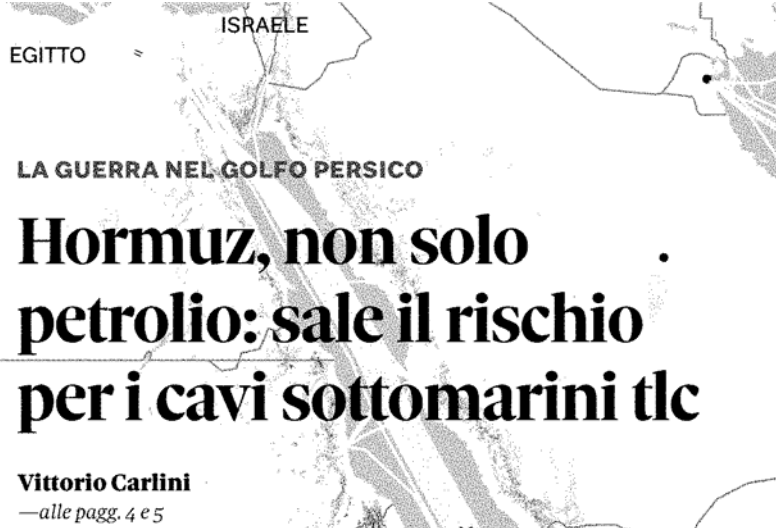 ISRAELE
EGITTO
LA GUERRA NEL GOLFO PERSICO
Hormuz, non solo
petrolio: sale il rischio
per i cavi sottomarini tlc
Vittorio Carlini
—alle pagg. 4 e 5